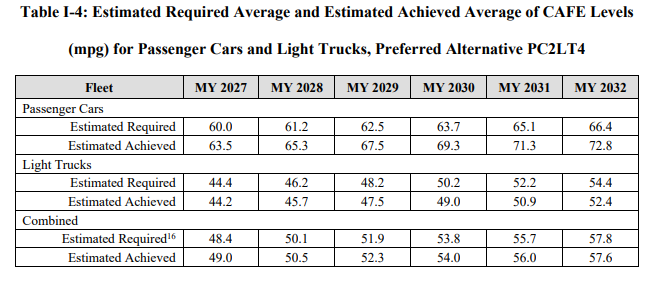 Table I-4: Estimated Required Average and Estimated Achieved Average of CAFE Levels
(mpg) for Passenger Cars and Light Trucks, Preferred Alternative PC2LT4
Fleet MY 2027 MY 2028 MY 2029 MY 2030 MY 2031 MY 2032
Passenger Cars
Estimated Required 60.0 61.2 62.5 63.7 65.1 66.4
Estimated Achieved 63.5 65.3 67.5 69.3 71.3 72.8
Light Trucks
Estimated Required 44.4 46.2 48.2 50.2 52.2 54.4
Estimated Achieved 44.2 45.7 47.5 49.0 50.9 52.4
Combined
Estimated Required16 48.4 50.1 51.9 53.8 55.7 57.8
Estimated Achieved 49.0 50.5 52.3 54.0 56.0 57.6